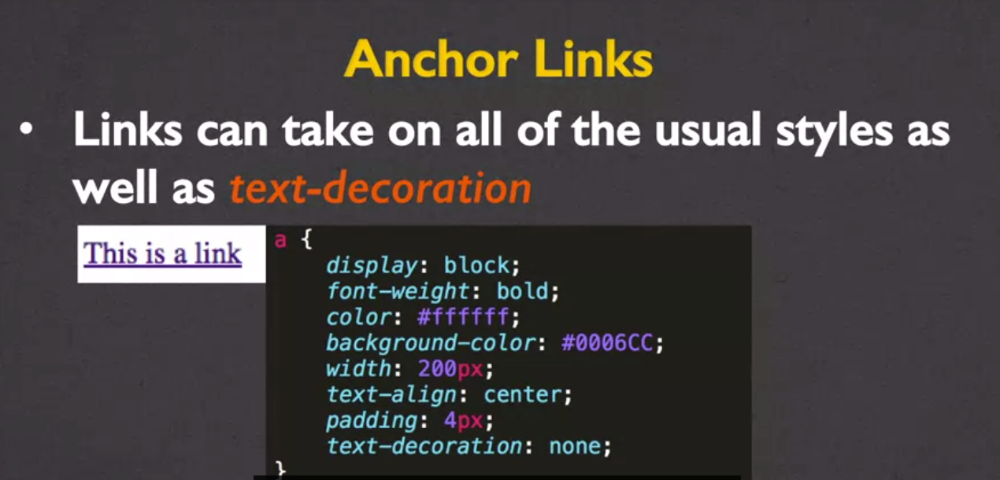 Anchor Links
• Links can take on all of the usual styles as
well as text-decoration
This is a link
a {
display: block;
font-weight: bold;
color: #ffffff;
background-color: #0006CC;
width: 200px;
text-align: center;
padding: 4px;
text-decoration: none;
}